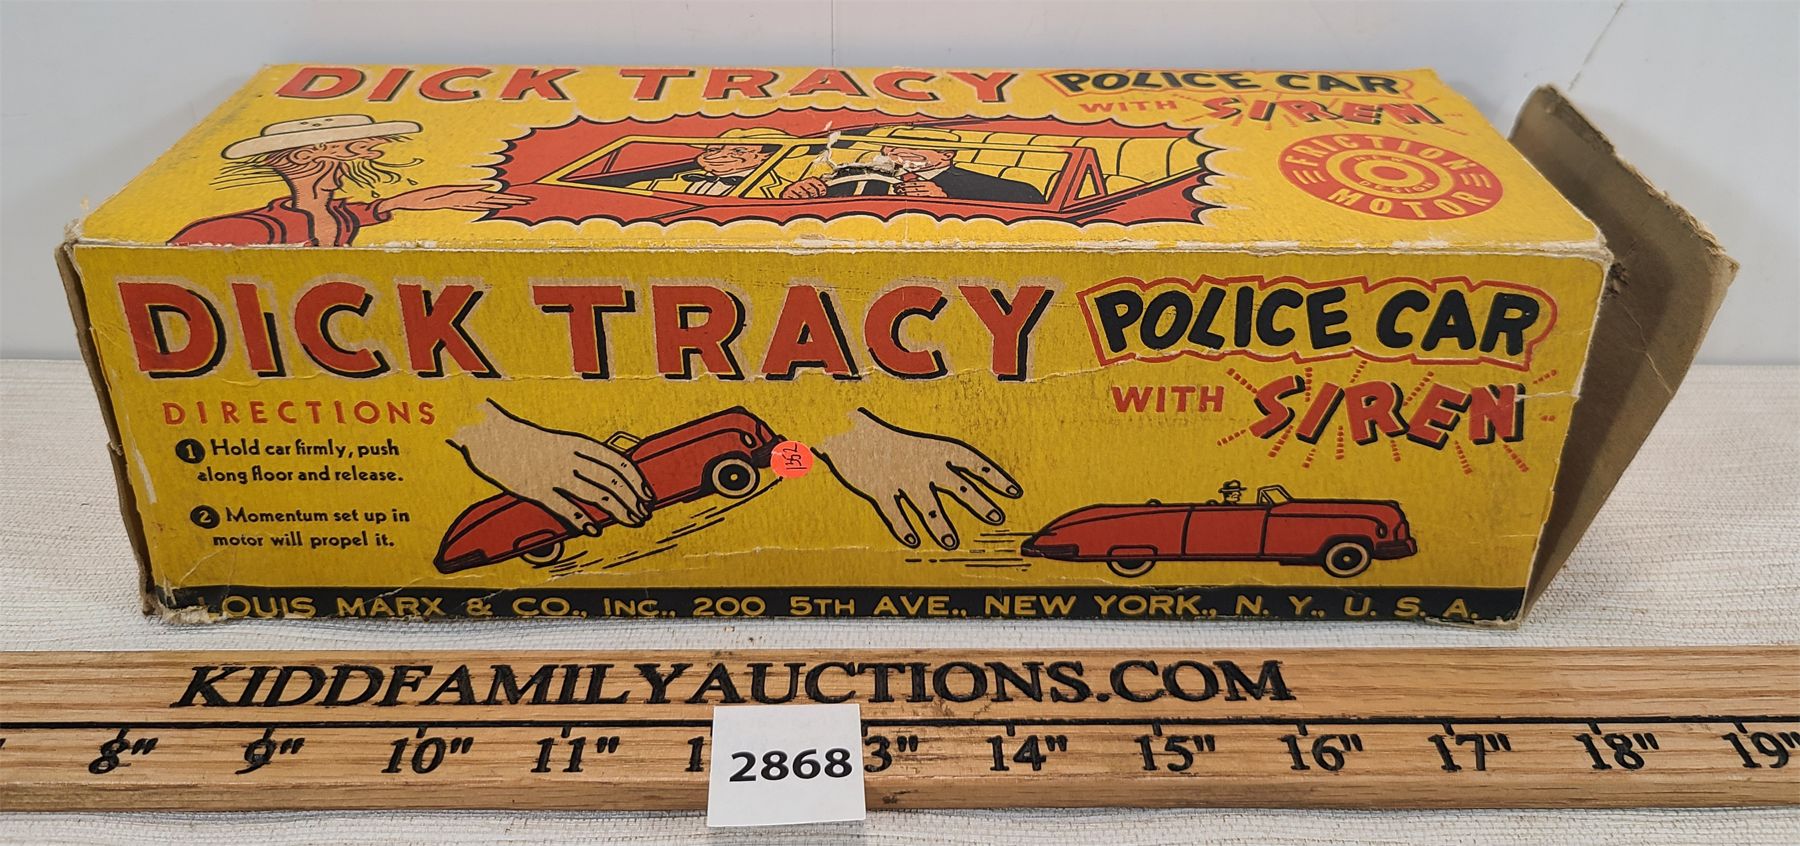 DICK TRACY POLICE CAR
WITH SIREN
FRICTION
NEW
DESIGN
MOTOR
DICK TRACY POLICE CAR
WITH SIREN
DIRECTIONS
1 Hold car firmly, push
along floor and release.
2 Momentum set up in
motor will propel it.
1362
LOUIS MARX & CO., INC., 200 5TH AVE., NEW YORK., N. Y., U. S. A.
KIDDFAMILYAUCTIONS.COM
8" 9" 10" 11" 1 3" 14" 15" 16" 17" 18" 19"
2868